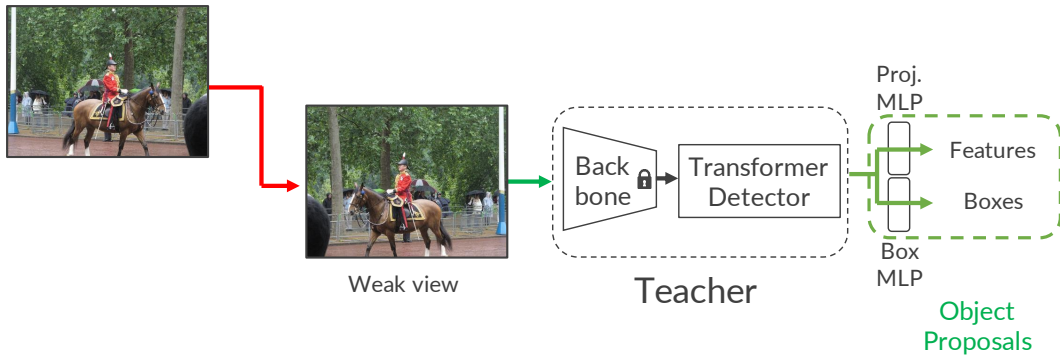 Weak view
Back
bone
Transformer
Detector
Teacher
Proj.
MLP
Features
Boxes
Box
MLP
Object
Proposals